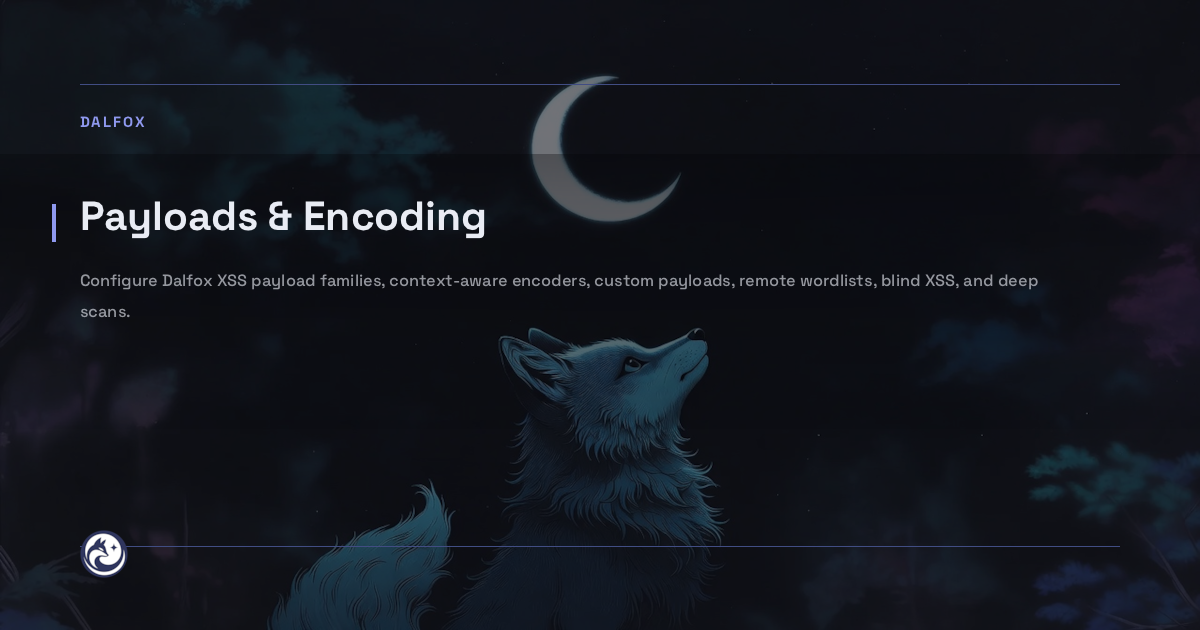 DALFOX
Payloads & Encoding
Configure Dalfox XSS payload families, context-aware encoders, custom payloads, remote wordlists, blind XSS, and deep
scans.